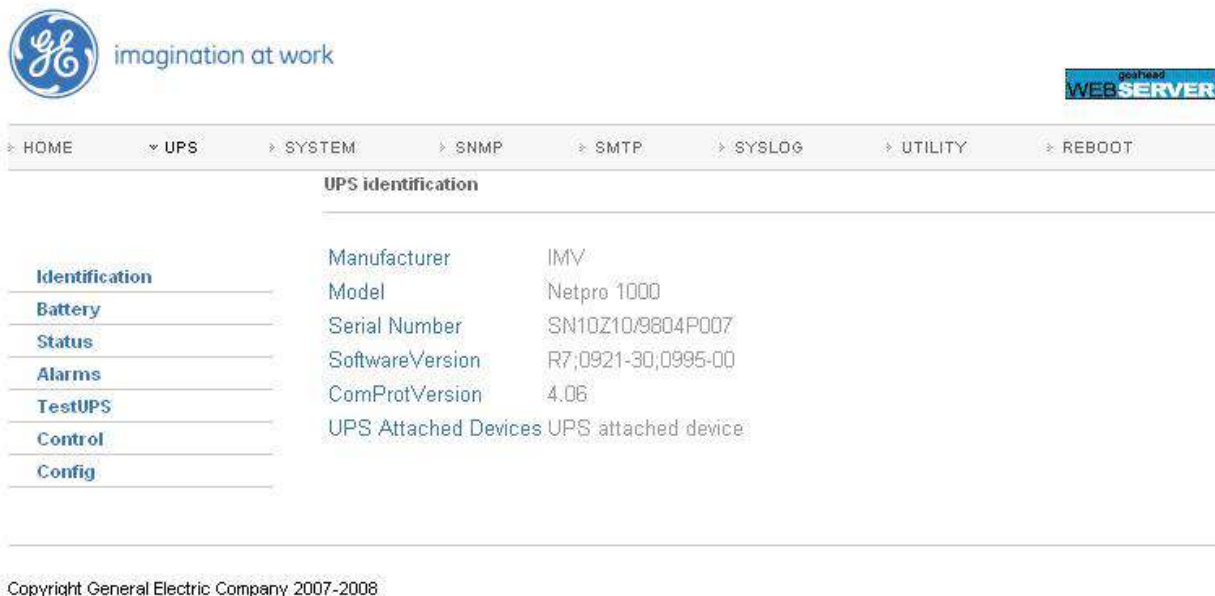 GE imagination at work
goahead
WEBSERVER
HOME UPS SYSTEM SNMP SMTP SYSLOG UTILITY REBOOT
UPS identification
Identification
Battery
Status
Alarms
TestUPS
Control
Config
Manufacturer IMV
Model Netpro 1000
Serial Number SN10Z10/9804P007
SoftwareVersion R7;0921-30;0995-00
ComProtVersion 4.06
UPS Attached Devices UPS attached device
Copyright General Electric Company 2007-2008